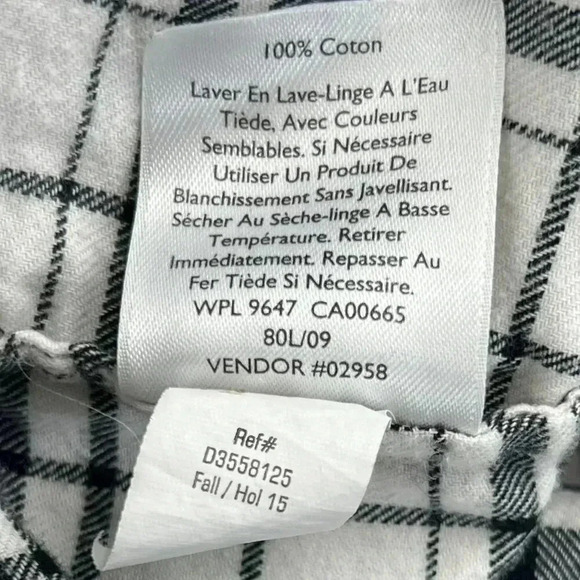 100% Coton
Laver En Lave-Linge A L'Eau
Tiède, Avec Couleurs
Semblables. Si Nécessaire
Utiliser Un Produit De
Blanchissement Sans Javellisant.
Sécher Au Sèche-linge A Basse
Température. Retirer
Immédiatement. Repasser Au
Fer Tiède Si Nécessaire.
WPL 9647 CA00665
80L/09
VENDOR #02958
Ref#
D3558125
Fall / Hol 15